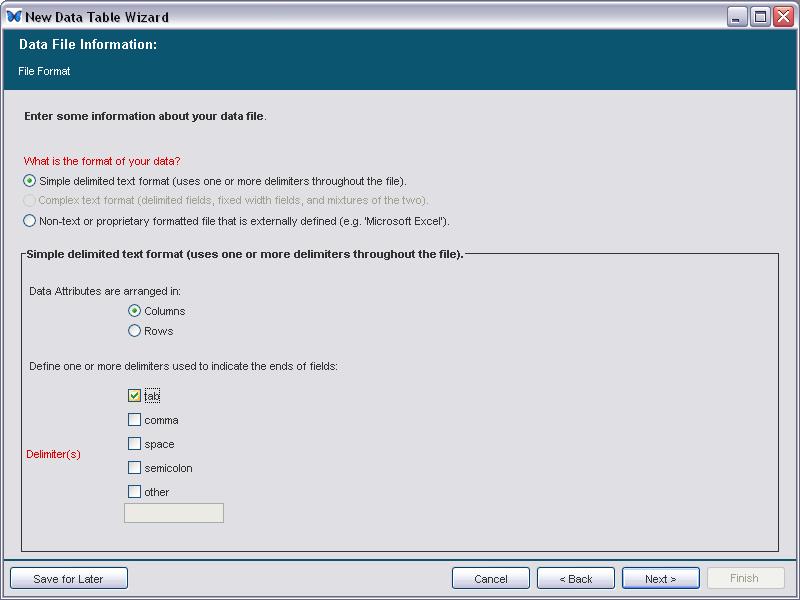 New Data Table Wizard
Data File Information:
File Format
Enter some information about your data file.
What is the format of your data?
Simple delimited text format (uses one or more delimiters throughout the file).
Complex text format (delimited fields, fixed width fields, and mixtures of the two).
Non-text or proprietary formatted file that is externally defined (e.g. 'Microsoft Excel').
Simple delimited text format (uses one or more delimiters throughout the file).
Data Attributes are arranged in:
Columns
Rows
Define one or more delimiters used to indicate the ends of fields:
tab
comma
space
Delimiter(s)
semicolon
other
Save for Later
Cancel
< Back
Next >
Finish